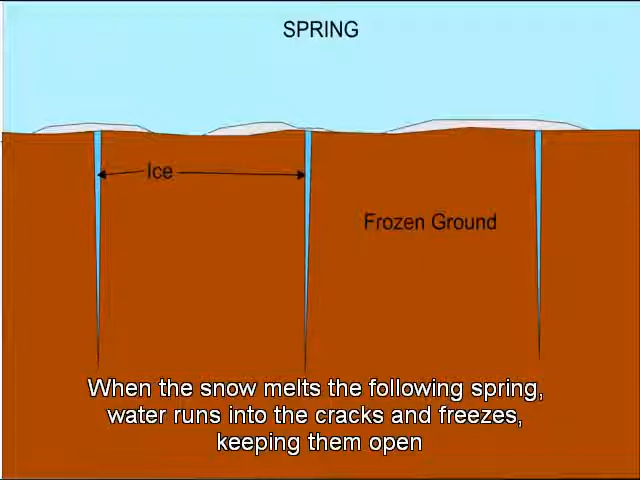 SPRING
Ice
Frozen Ground
When the snow melts the following spring,
water runs into the cracks and freezes,
keeping them open